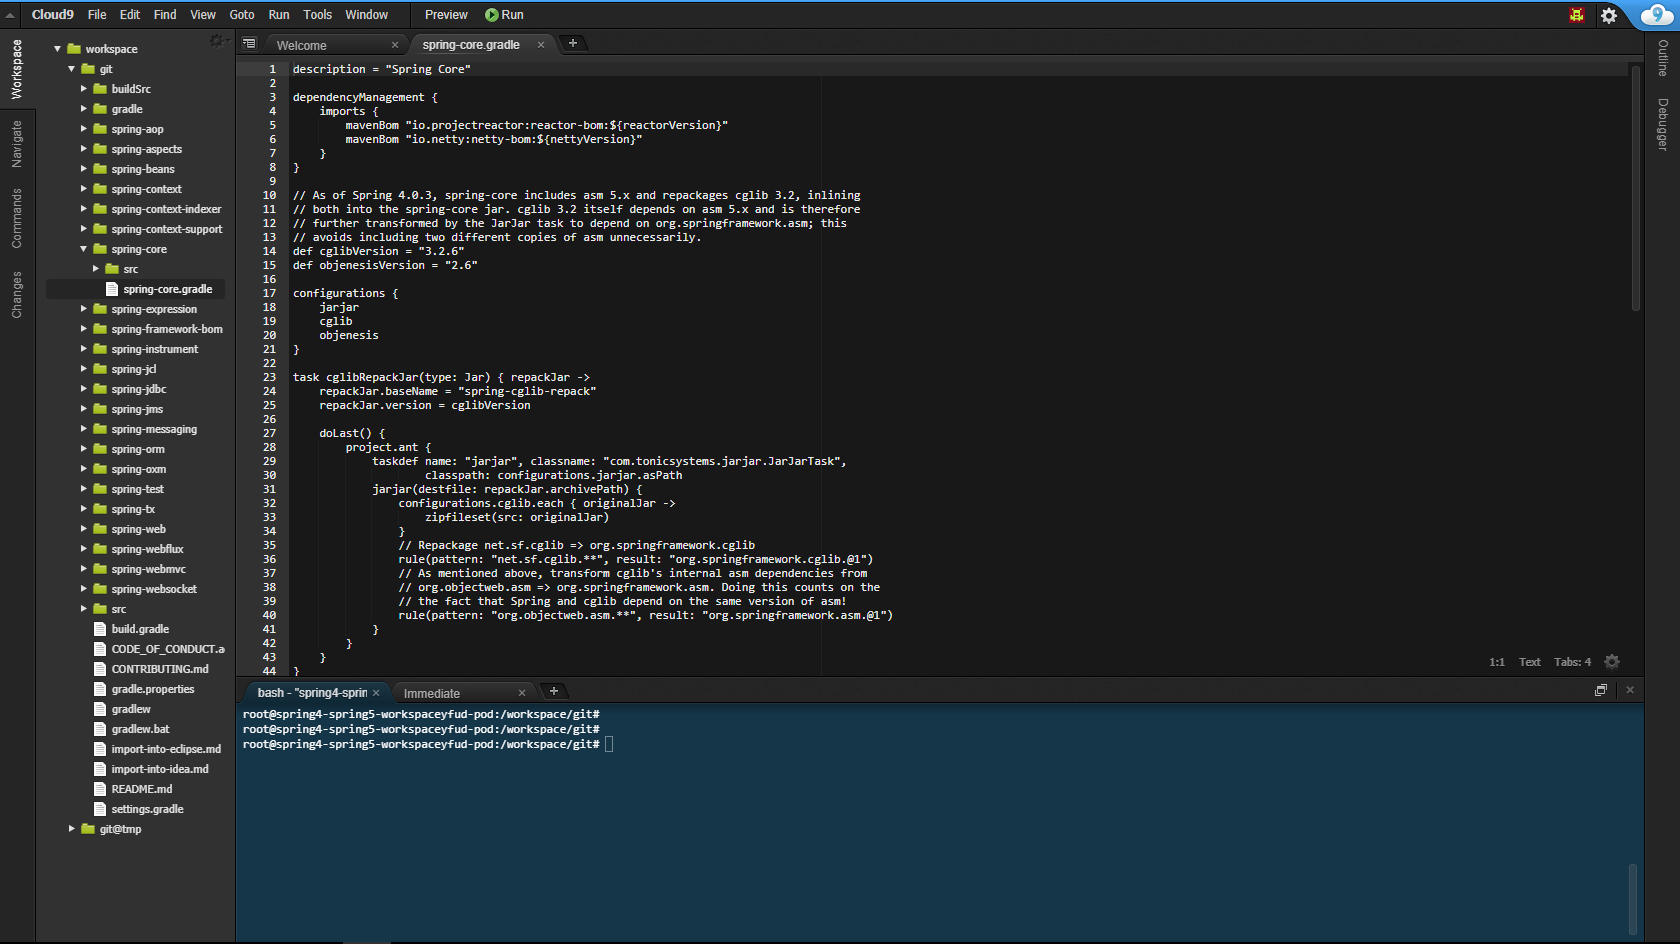 Cloud9 File Edit Find View Goto Run Tools Window Preview Run
Workspace
Navigate
Commands
Changes
workspace
git
buildSrc
gradle
spring-aop
spring-aspects
spring-beans
spring-context
spring-context-indexer
spring-context-support
spring-core
src
spring-core.gradle
spring-expression
spring-framework-bom
spring-instrument
spring-jcl
spring-jdbc
spring-jms
spring-messaging
spring-orm
spring-oxm
spring-test
spring-tx
spring-web
spring-webflux
spring-webmvc
spring-websocket
src
build.gradle
CODE_OF_CONDUCT.a
CONTRIBUTING.md
gradle.properties
gradlew
gradlew.bat
import-into-eclipse.md
import-into-idea.md
README.md
settings.gradle
git@tmp
Welcome × spring-core.gradle × +
1 description = "Spring Core"
2
3 dependencyManagement {
4     imports {
5         mavenBom "io.projectreactor:reactor-bom:${reactorVersion}"
6         mavenBom "io.netty:netty-bom:${nettyVersion}"
7     }
8 }
9
10 // As of Spring 4.0.3, spring-core includes asm 5.x and repackages cglib 3.2, inlining
11 // both into the spring-core jar. cglib 3.2 itself depends on asm 5.x and is therefore
12 // further transformed by the JarJar task to depend on org.springframework.asm; this
13 // avoids including two different copies of asm unnecessarily.
14 def cglibVersion = "3.2.6"
15 def objenesisVersion = "2.6"
16
17 configurations {
18     jarjar
19     cglib
20     objenesis
21 }
22
23 task cglibRepackJar(type: Jar) { repackJar ->
24     repackJar.baseName = "spring-cglib-repack"
25     repackJar.version = cglibVersion
26
27     doLast() {
28         project.ant {
29             taskdef name: "jarjar", classname: "com.tonicsystems.jarjar.JarJarTask",
30                     classpath: configurations.jarjar.asPath
31             jarjar(destfile: repackJar.archivePath) {
32                 configurations.cglib.each { originalJar ->
33                     zipfileset(src: originalJar)
34                 }
35                 // Repackage net.sf.cglib => org.springframework.cglib
36                 rule(pattern: "net.sf.cglib.**", result: "org.springframework.cglib.@1")
37                 // As mentioned above, transform cglib's internal asm dependencies from
38                 // org.objectweb.asm => org.springframework.asm. Doing this counts on the
39                 // the fact that Spring and cglib depend on the same version of asm!
40                 rule(pattern: "org.objectweb.asm.**", result: "org.springframework.asm.@1")
41             }
42         }
43     }
44 }
1:1 Text Tabs: 4
bash - "spring4-sprin × Immediate × +
root@spring4-spring5-workspaceyfud-pod:/workspace/git#
root@spring4-spring5-workspaceyfud-pod:/workspace/git#
root@spring4-spring5-workspaceyfud-pod:/workspace/git#
9
Outline
Debugger